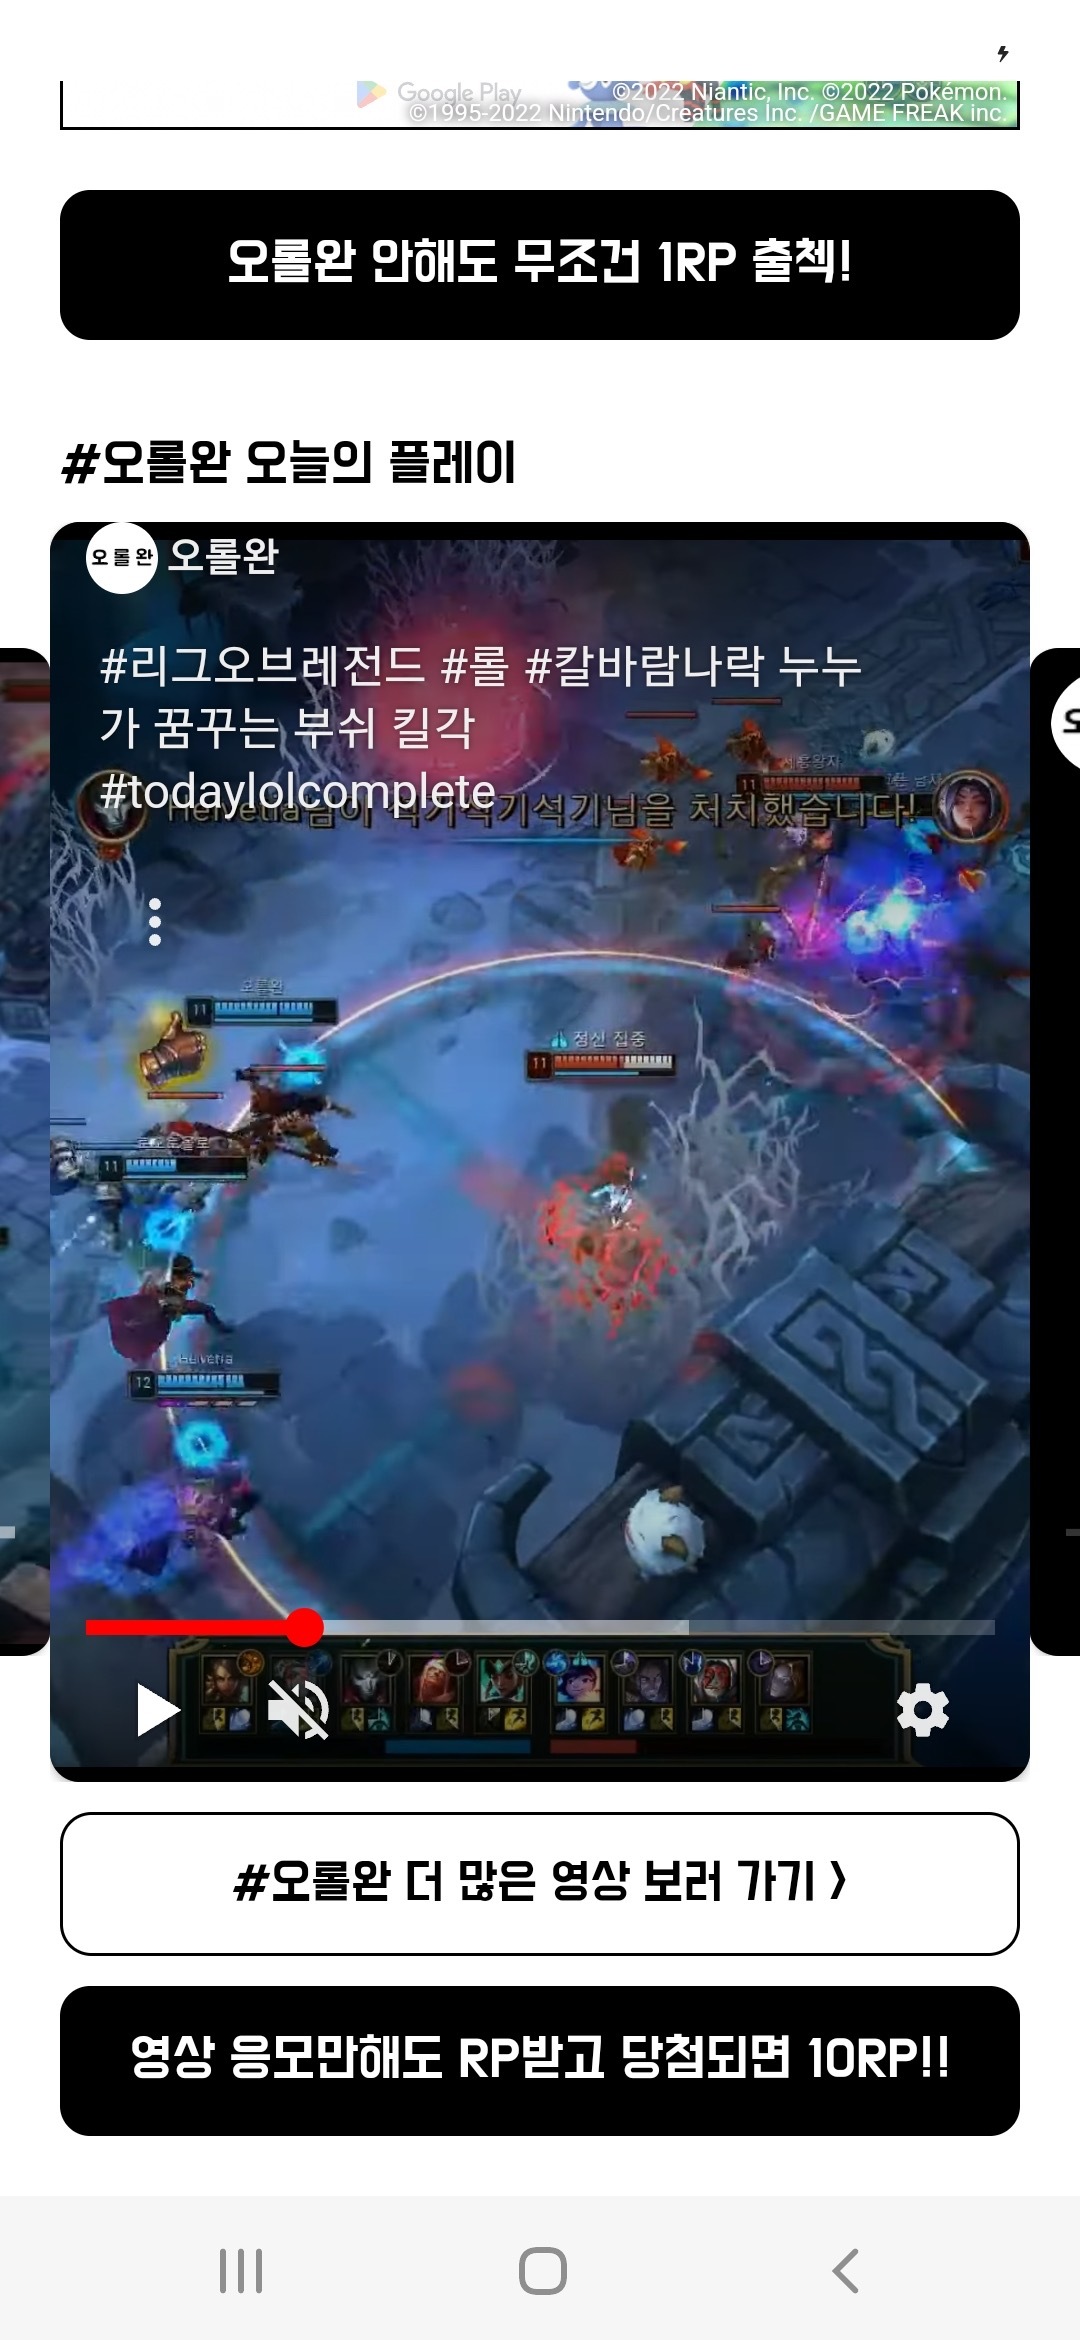 Google Play
©2022 Niantic, Inc. ©2022 Pokémon.
©1995-2022 Nintendo/Creatures Inc. /GAME FREAK inc.
오롤완 안해도 무조건 1RP 출첵!
#오롤완 오늘의 플레이
오롤완 오롤완
#리그오브레전드 #롤 #칼바람나락 누누
가 꿈꾸는 부쉬 킬각
#todaylolcomplete
Helvetia님이 처치했습니다!
11
오롤완
11
정신 집중
11
11
Helvetia
12
#오롤완 더 많은 영상 보러 가기 >
영상 응모만해도 RP받고 당첨되면 10RP!!